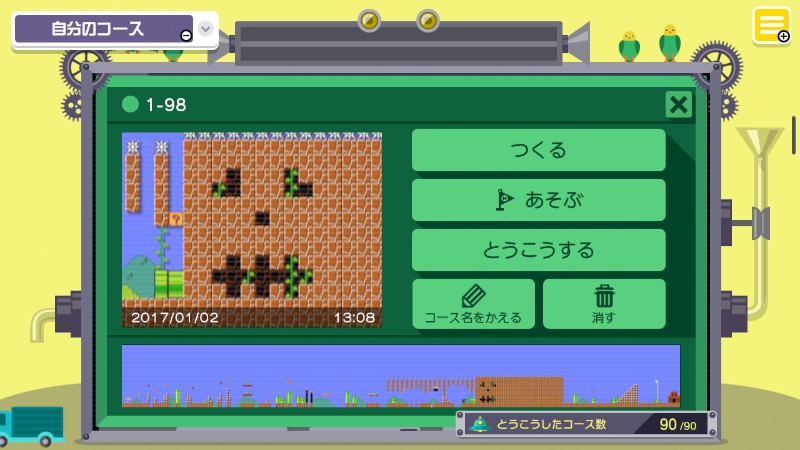 自分のコース
1-98
つくる
あそぶ
とうこうする
コース名をかえる
消す
2017/01/02 13:08
とうこうしたコース数 90/90